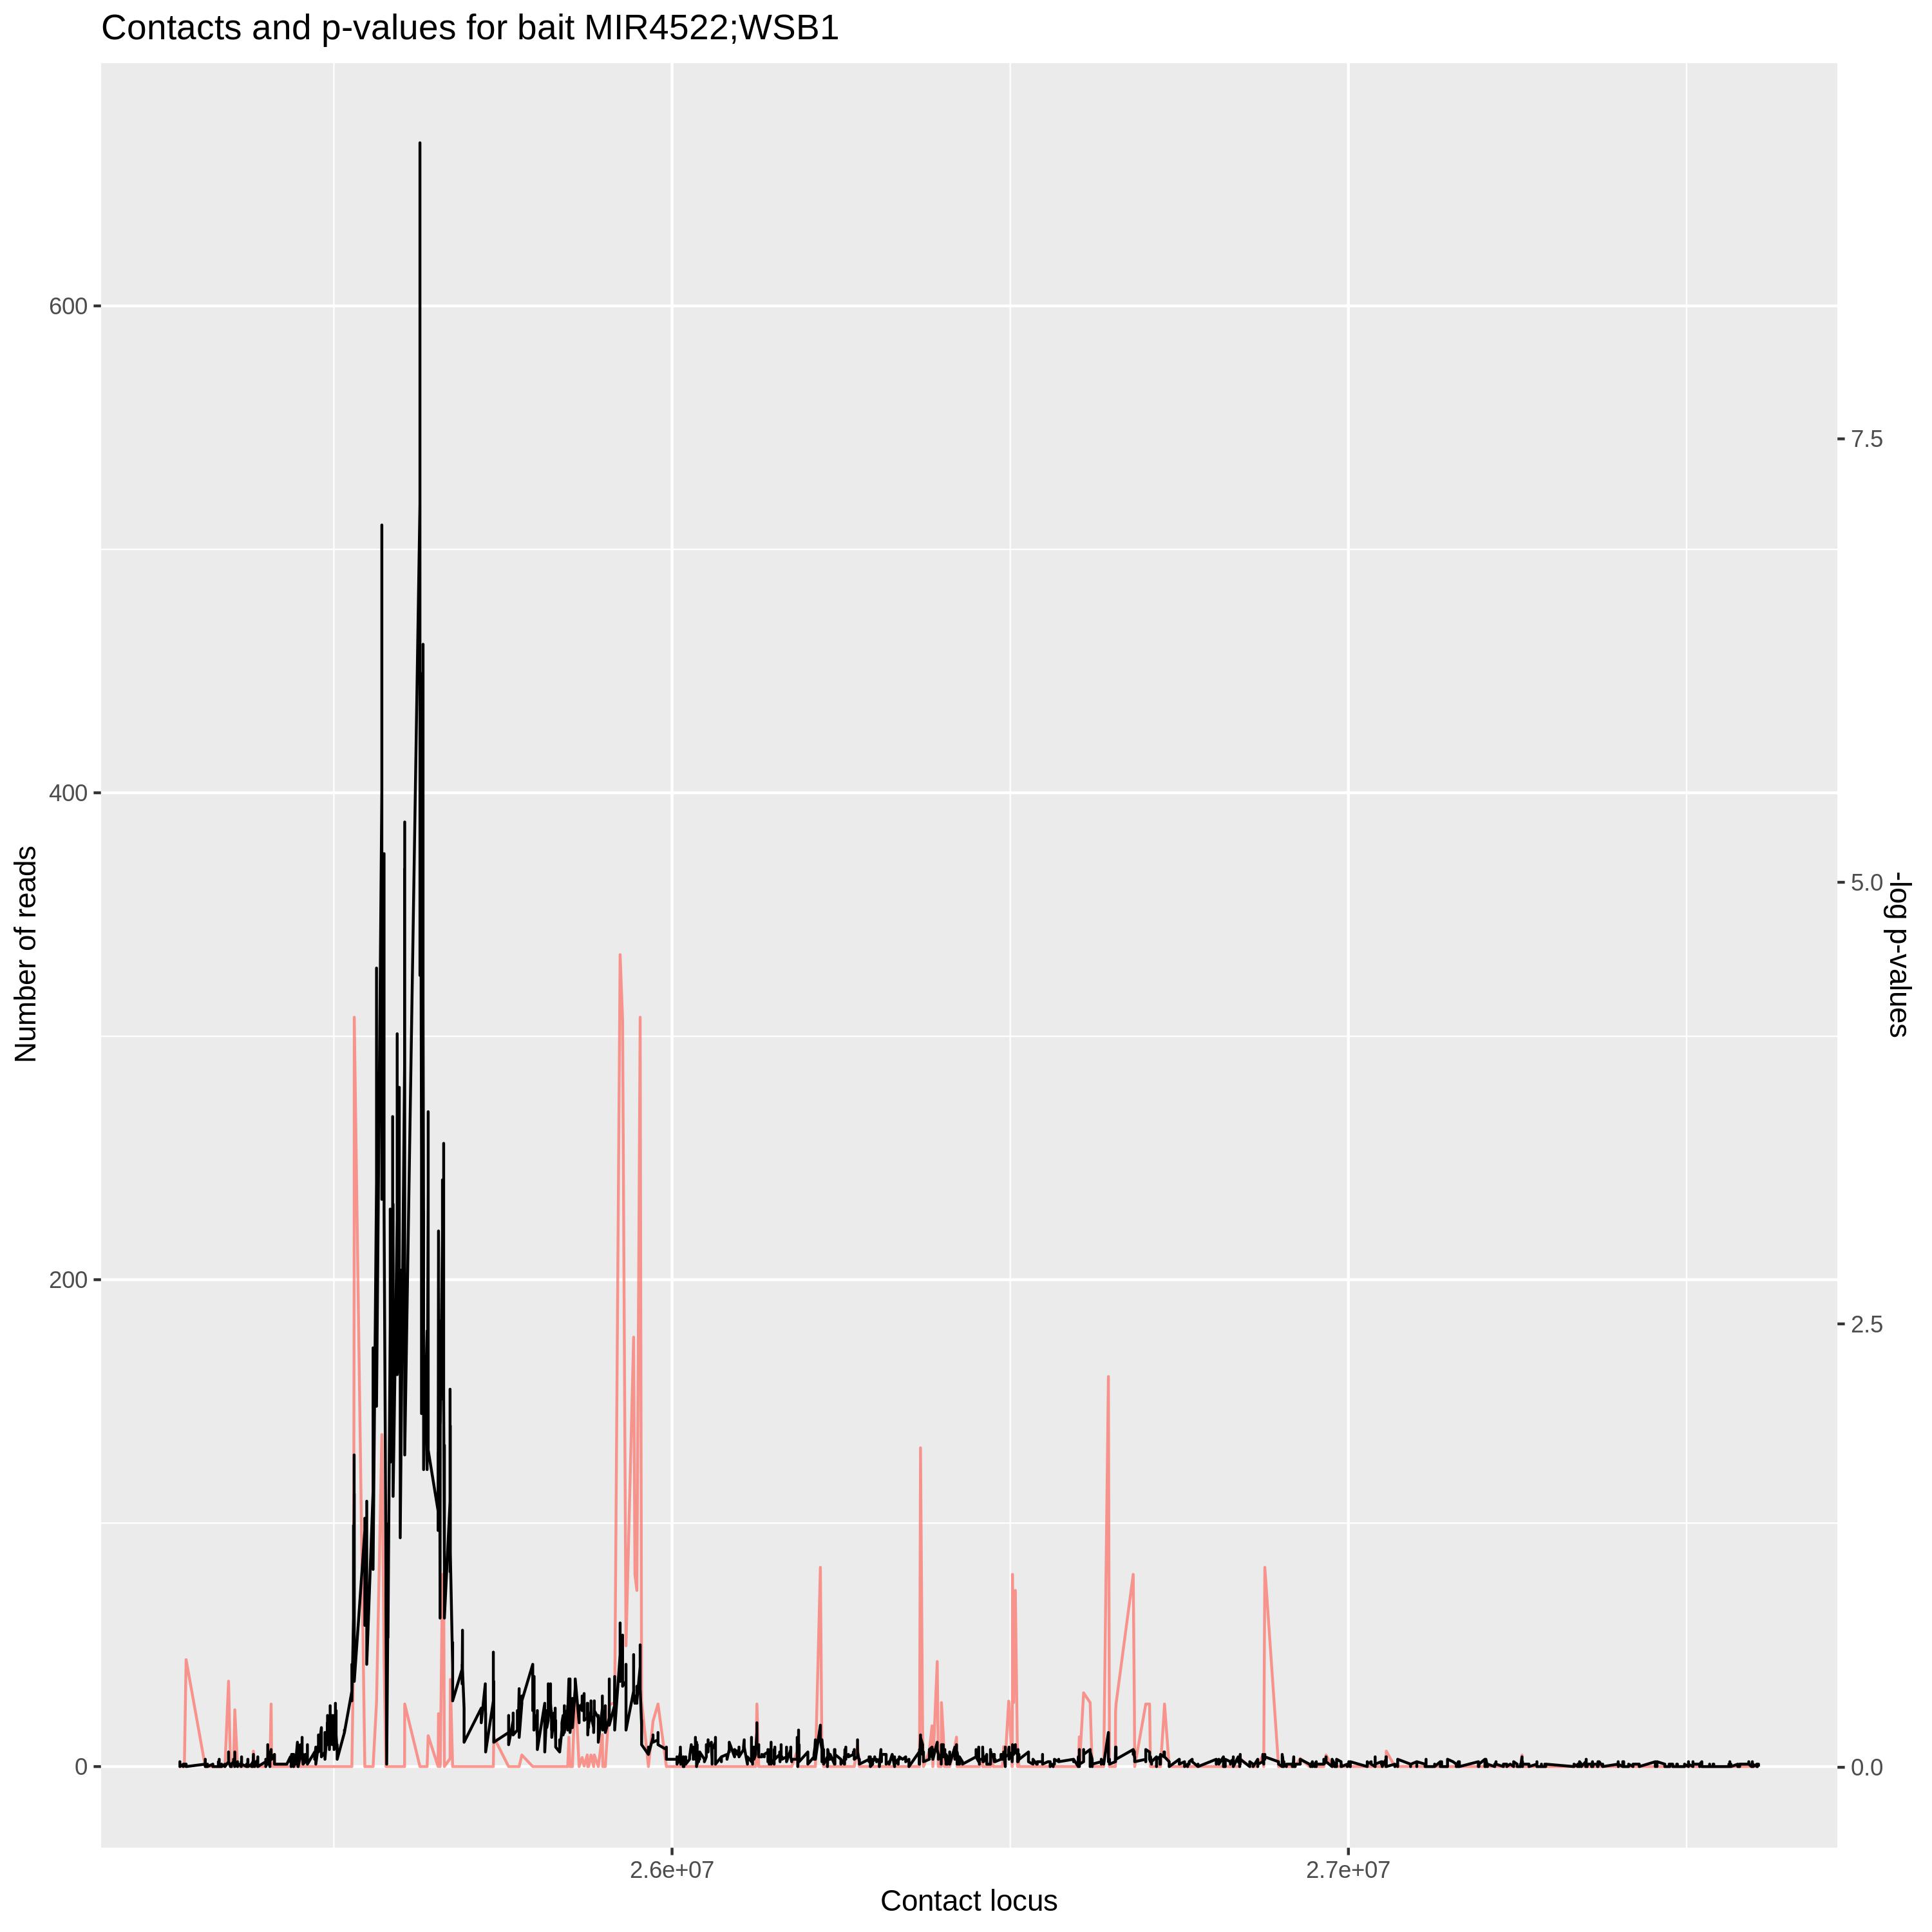 Contacts and p-values for bait MIR4522;WSB1
600
400
200
0
Number of reads
7.5
5.0
2.5
0.0
-log p-values
2.6e+07
2.7e+07
Contact locus